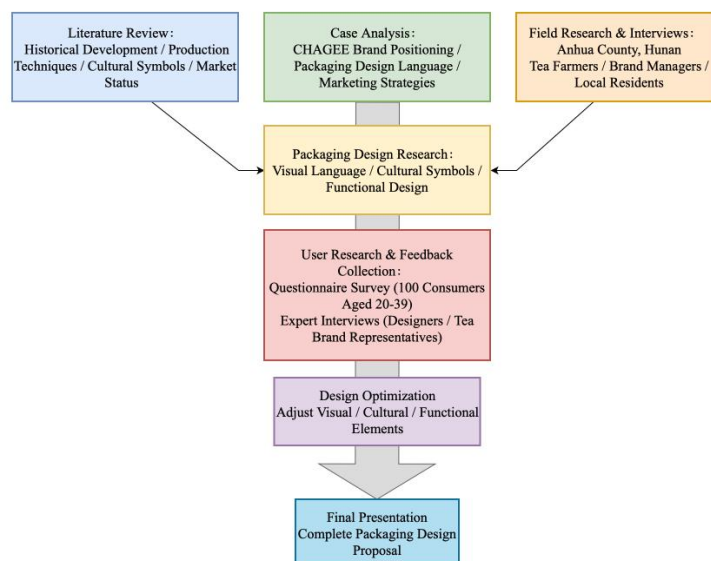 Literature Review：
Historical Development / Production
Techniques / Cultural Symbols / Market
Status
Case Analysis：
CHAGEE Brand Positioning /
Packaging Design Language /
Marketing Strategies
Field Research & Interviews：
Anhua County, Hunan
Tea Farmers / Brand Managers /
Local Residents
Packaging Design Research：
Visual Language / Cultural Symbols /
Functional Design
User Research & Feedback
Collection：
Questionnaire Survey (100 Consumers
Aged 20-39)
Expert Interviews (Designers / Tea
Brand Representatives)
Design Optimization
Adjust Visual / Cultural / Functional
Elements
Final Presentation
Complete Packaging Design
Proposal